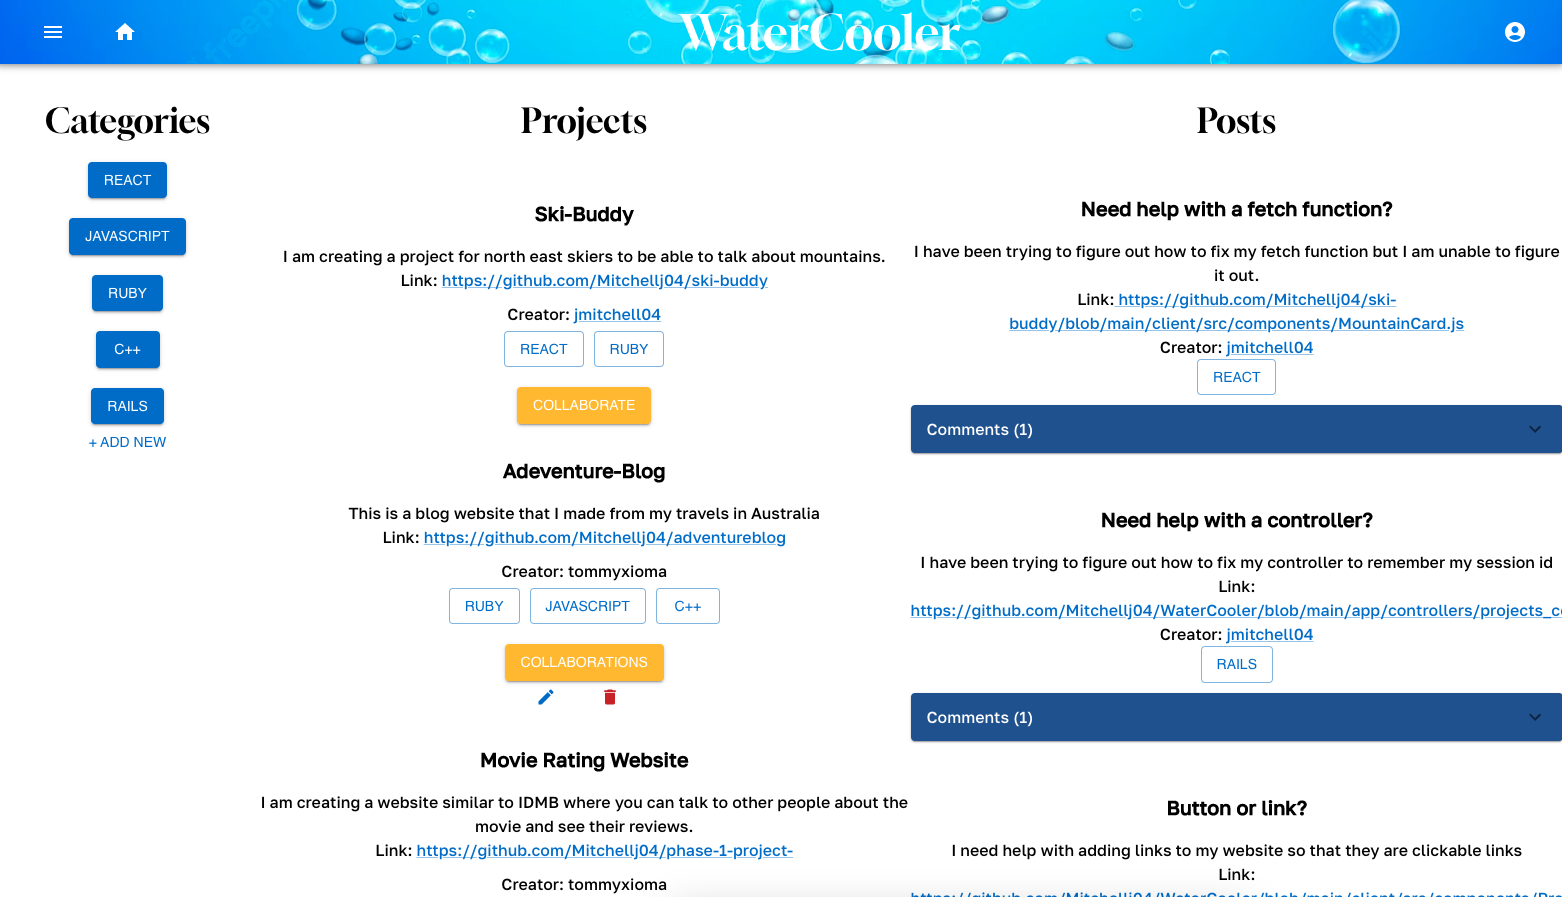 WaterCooler
Categories
REACT
JAVASCRIPT
RUBY
C++
RAILS
+ ADD NEW
Projects
Ski-Buddy
I am creating a project for north east skiers to be able to talk about mountains.
Link: https://github.com/Mitchellj04/ski-buddy
Creator: jmitchell04
REACT RUBY
COLLABORATE
Adeventure-Blog
This is a blog website that I made from my travels in Australia
Link: https://github.com/Mitchellj04/adventureblog
Creator: tommyxioma
RUBY JAVASCRIPT C++
COLLABORATIONS
Movie Rating Website
I am creating a website similar to IDMB where you can talk to other people about the
movie and see their reviews.
Link: https://github.com/Mitchellj04/phase-1-project-
Creator: tommyxioma
Posts
Need help with a fetch function?
I have been trying to figure out how to fix my fetch function but I am unable to figure
it out.
Link: https://github.com/Mitchellj04/ski-
buddy/blob/main/client/src/components/MountainCard.js
Creator: jmitchell04
REACT
Comments (1)
Need help with a controller?
I have been trying to figure out how to fix my controller to remember my session id
Link:
https://github.com/Mitchellj04/WaterCooler/blob/main/app/controllers/projects_c
Creator: jmitchell04
RAILS
Comments (1)
Button or link?
I need help with adding links to my website so that they are clickable links
Link: